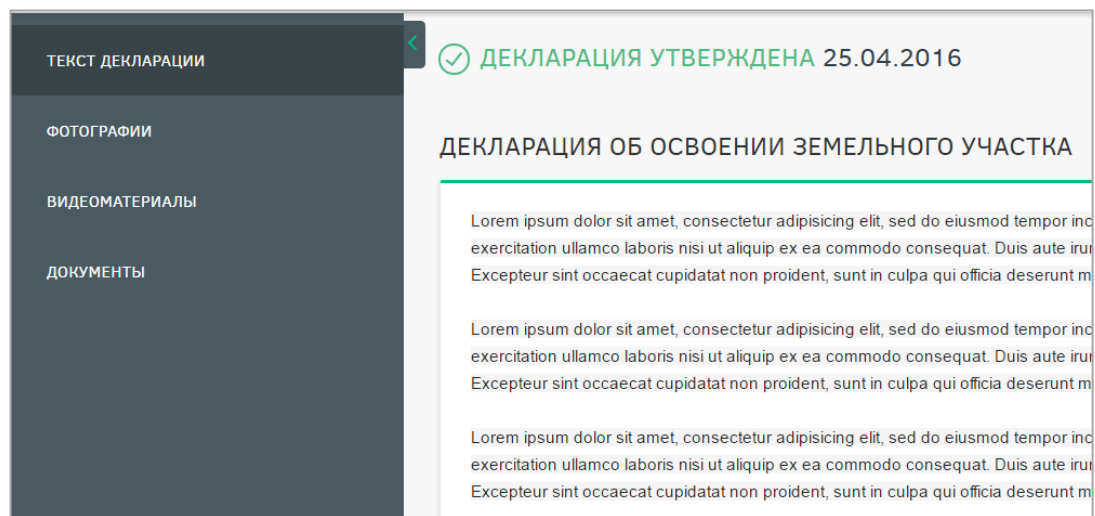 ТЕКСТ ДЕКЛАРАЦИИ
ФОТОГРАФИИ
ВИДЕОМАТЕРИАЛЫ
ДОКУМЕНТЫ
ДЕКЛАРАЦИЯ УТВЕРЖДЕНА 25.04.2016
ДЕКЛАРАЦИЯ ОБ ОСВОЕНИИ ЗЕМЕЛЬНОГО УЧАСТКА
Lorem ipsum dolor sit amet, consectetur adipisicing elit, sed do eiusmod tempor
exercitation ullamco laboris nisi ut aliquip ex ea commodo consequat. Duis aute
Excepteur sint occaecat cupidatat non proident, sunt in culpa qui officia deserunt
Lorem ipsum dolor sit amet, consectetur adipisicing elit, sed do eiusmod tempor
exercitation ullamco laboris nisi ut aliquip ex ea commodo consequat. Duis aute
Excepteur sint occaecat cupidatat non proident, sunt in culpa qui officia deserunt
Lorem ipsum dolor sit amet, consectetur adipisicing elit, sed do eiusmod tempor
exercitation ullamco laboris nisi ut aliquip ex ea commodo consequat. Duis aute
Excepteur sint occaecat cupidatat non proident, sunt in culpa qui officia deserunt